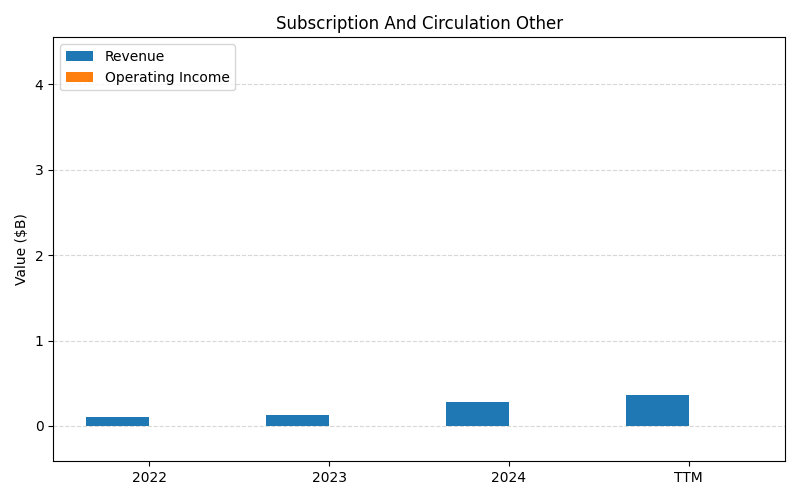 Subscription And Circulation Other
Revenue
Operating Income
Value ($B)
4
3
2
1
0
2022
2023
2024
TTM